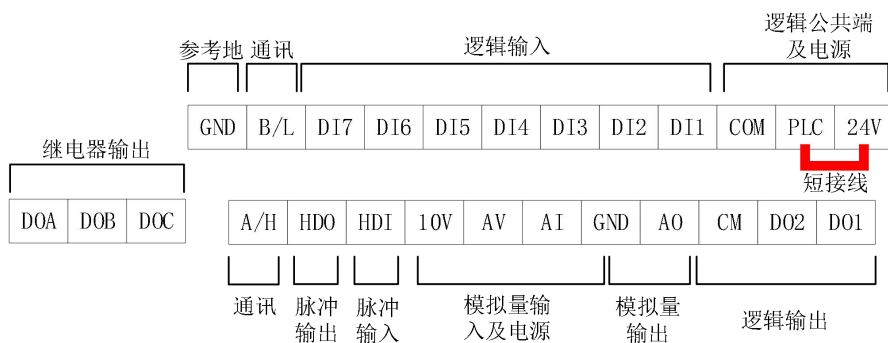 参考地 通讯 逻辑输入 逻辑公共端
及电源
GND B/L DI7 DI6 DI5 DI4 DI3 DI2 DI1 COM PLC 24V
继电器输出
短接线
DOA DOB DOC A/H HDO HDI 10V AV AI GND AO CM DO2 DO1
通讯 脉冲 脉冲 模拟量输 模拟量 逻辑输出
输出 输入 入及电源 输出